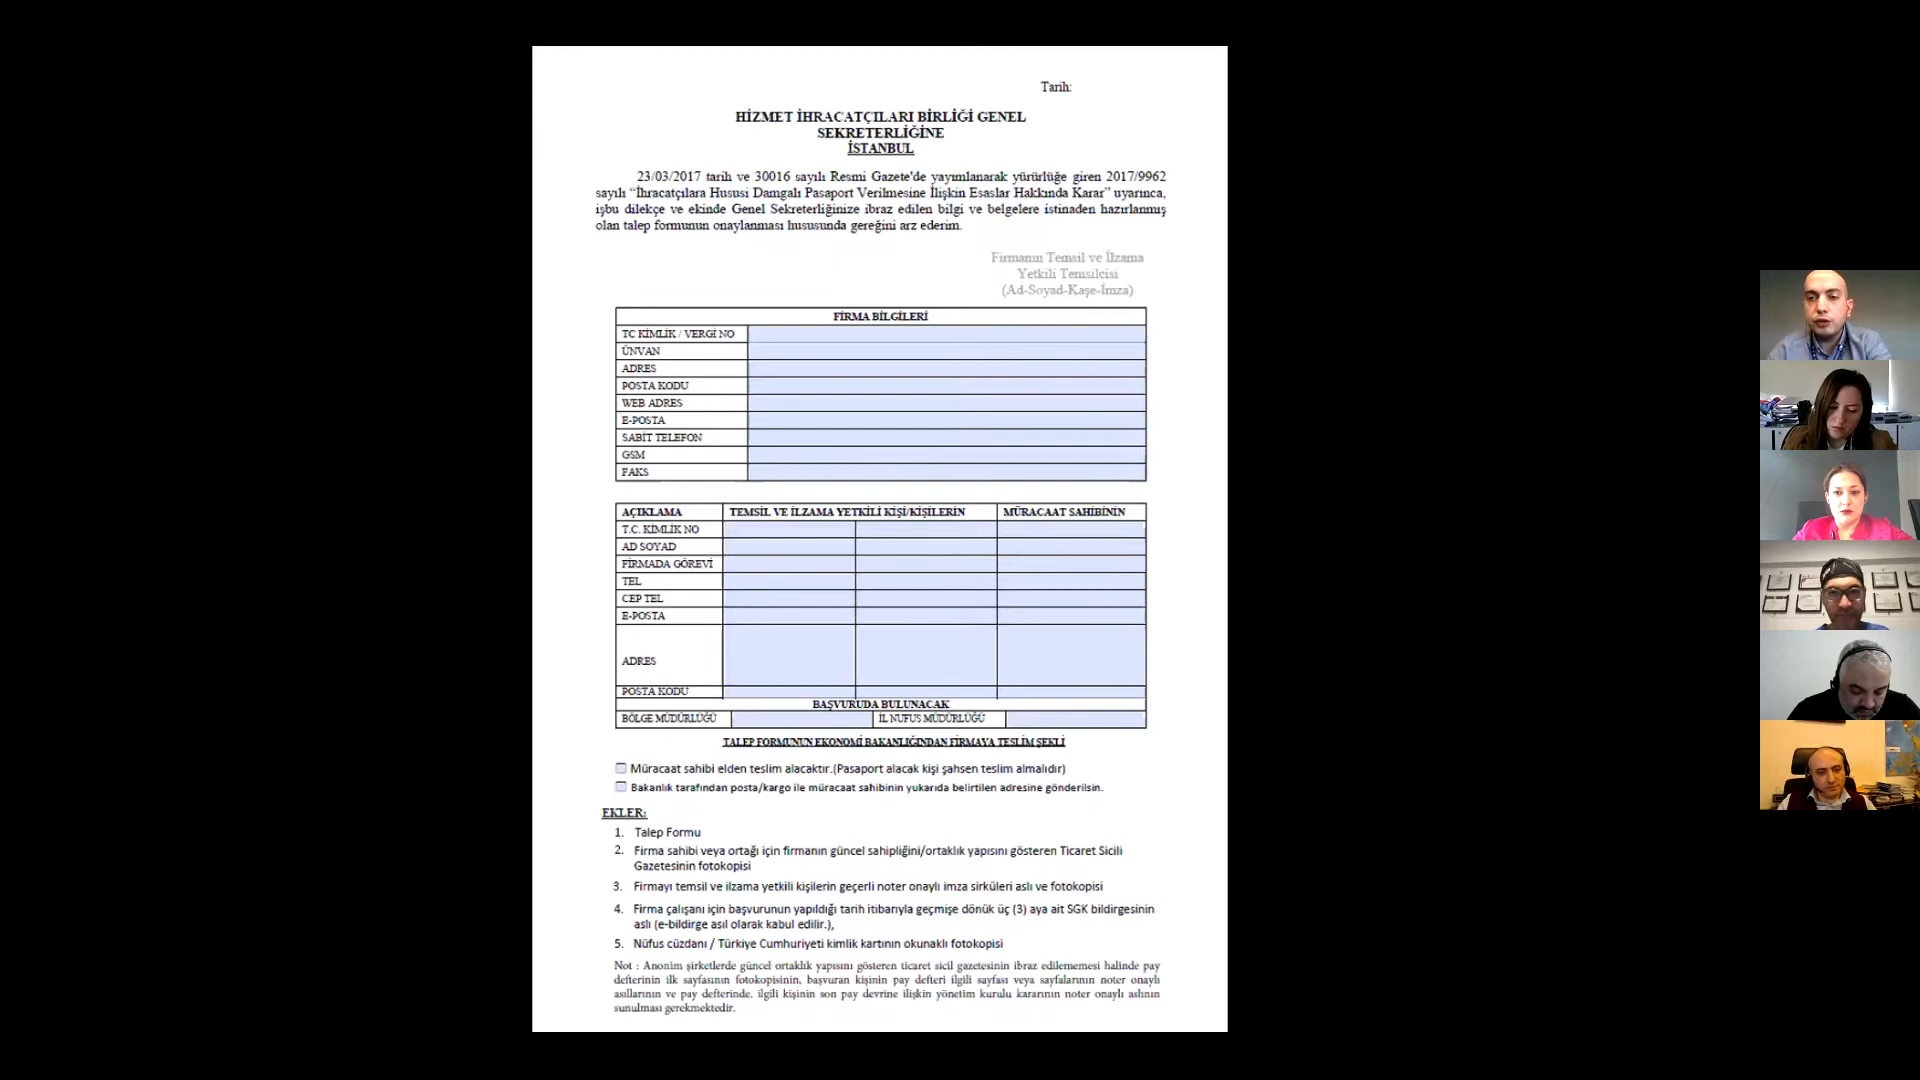 Tarih:
HİZMET İHRACATÇILARI BİRLİĞİ GENEL
SEKRETERLİĞİNE
İSTANBUL
23/03/2017 tarih ve 30016 sayılı Resmi Gazete'de yayımlanarak yürürlüğe giren 2017/9962
sayılı “İhracatçılara Hususi Damgalı Pasaport Verilmesine İlişkin Esaslar Hakkında Karar” uyarınca,
işbu dilekçe ve ekinde Genel Sekreterliğinize ibraz edilen bilgi ve belgelere istinaden hazırlanmış
olan talep formunun onaylanması hususunda gereğini arz ederim.
Firmanın Temsil ve İlzama
Yetkili Temsilcisi
(Ad-Soyad-Kaşe-İmza)
FİRMA BİLGİLERİ
TC KİMLİK / VERGİ NO
ÜNVAN
ADRES
POSTA KODU
WEB ADRES
E-POSTA
SABİT TELEFON
GSM
FAKS
AÇIKLAMA TEMSİL VE İLZAMA YETKİLİ KİŞİ/KİŞİLERİN MÜRACAAT SAHİBİNİN
T.C. KİMLİK NO
AD SOYAD
FİRMADA GÖREVİ
TEL
CEP TEL
E-POSTA
ADRES
POSTA KODU
BAŞVURUDA BULUNACAK
BÖLGE MÜDÜRLÜĞÜ İL NUFUS MÜDÜRLÜĞÜ
TALEP FORMUNUN EKONOMİ BAKANLIĞINDAN FİRMAYA TESLİM ŞEKLİ
Müracaat sahibi elden teslim alacaktır.(Pasaport alacak kişi şahsen teslim almalıdır)
Bakanlık tarafından posta/kargo ile müracaat sahibinin yukarıda belirtilen adresine gönderilsin.
EKLER:
1. Talep Formu
2. Firma sahibi veya ortağı için firmanın güncel sahipliğini/ortaklık yapısını gösteren Ticaret Sicili
Gazetesinin fotokopisi
3. Firmayı temsil ve ilzama yetkili kişilerin geçerli noter onaylı imza sirküleri aslı ve fotokopisi
4. Firma çalışanı için başvurunun yapıldığı tarih itibarıyla geçmişe dönük üç (3) aya ait SGK bildirgesinin
aslı (e-bildirge asıl olarak kabul edilir.),
5. Nüfus cüzdanı / Türkiye Cumhuriyeti kimlik kartının okunaklı fotokopisi
Not : Anonim şirketlerde güncel ortaklık yapısını gösteren ticaret sicil gazetesinin ibraz edilememesi halinde pay
defterinin ilk sayfasının fotokopisinin, başvuran kişinin pay defteri ilgili sayfası veya sayfalarının noter onaylı
asıllarının ve pay defterinde, ilgili kişinin son pay devrine ilişkin yönetim kurulu kararının noter onaylı aslının
sunulması gerekmektedir.